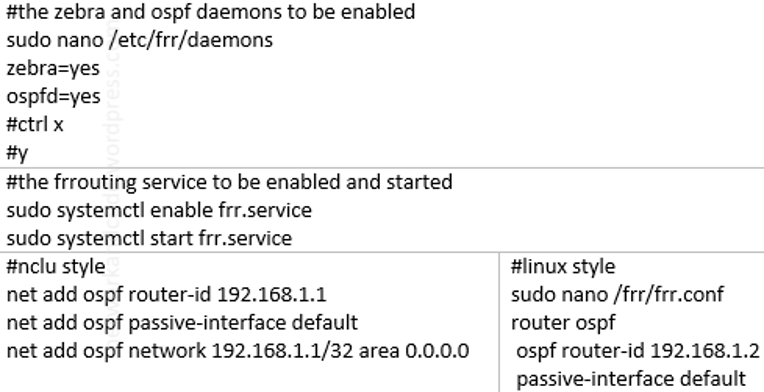 #the zebra and ospf daemons to be enabled
sudo nano /etc/frr/daemons
zebra=yes
ospfd=yes
#ctrl x
#y
#the frrouting service to be enabled and started
sudo systemctl enable frr.service
sudo systemctl start frr.service
#nclu style
net add ospf router-id 192.168.1.1
net add ospf passive-interface default
net add ospf network 192.168.1.1/32 area 0.0.0.0
#linux style
sudo nano /frr/frr.conf
router ospf
ospf router-id 192.168.1.2
passive-interface default